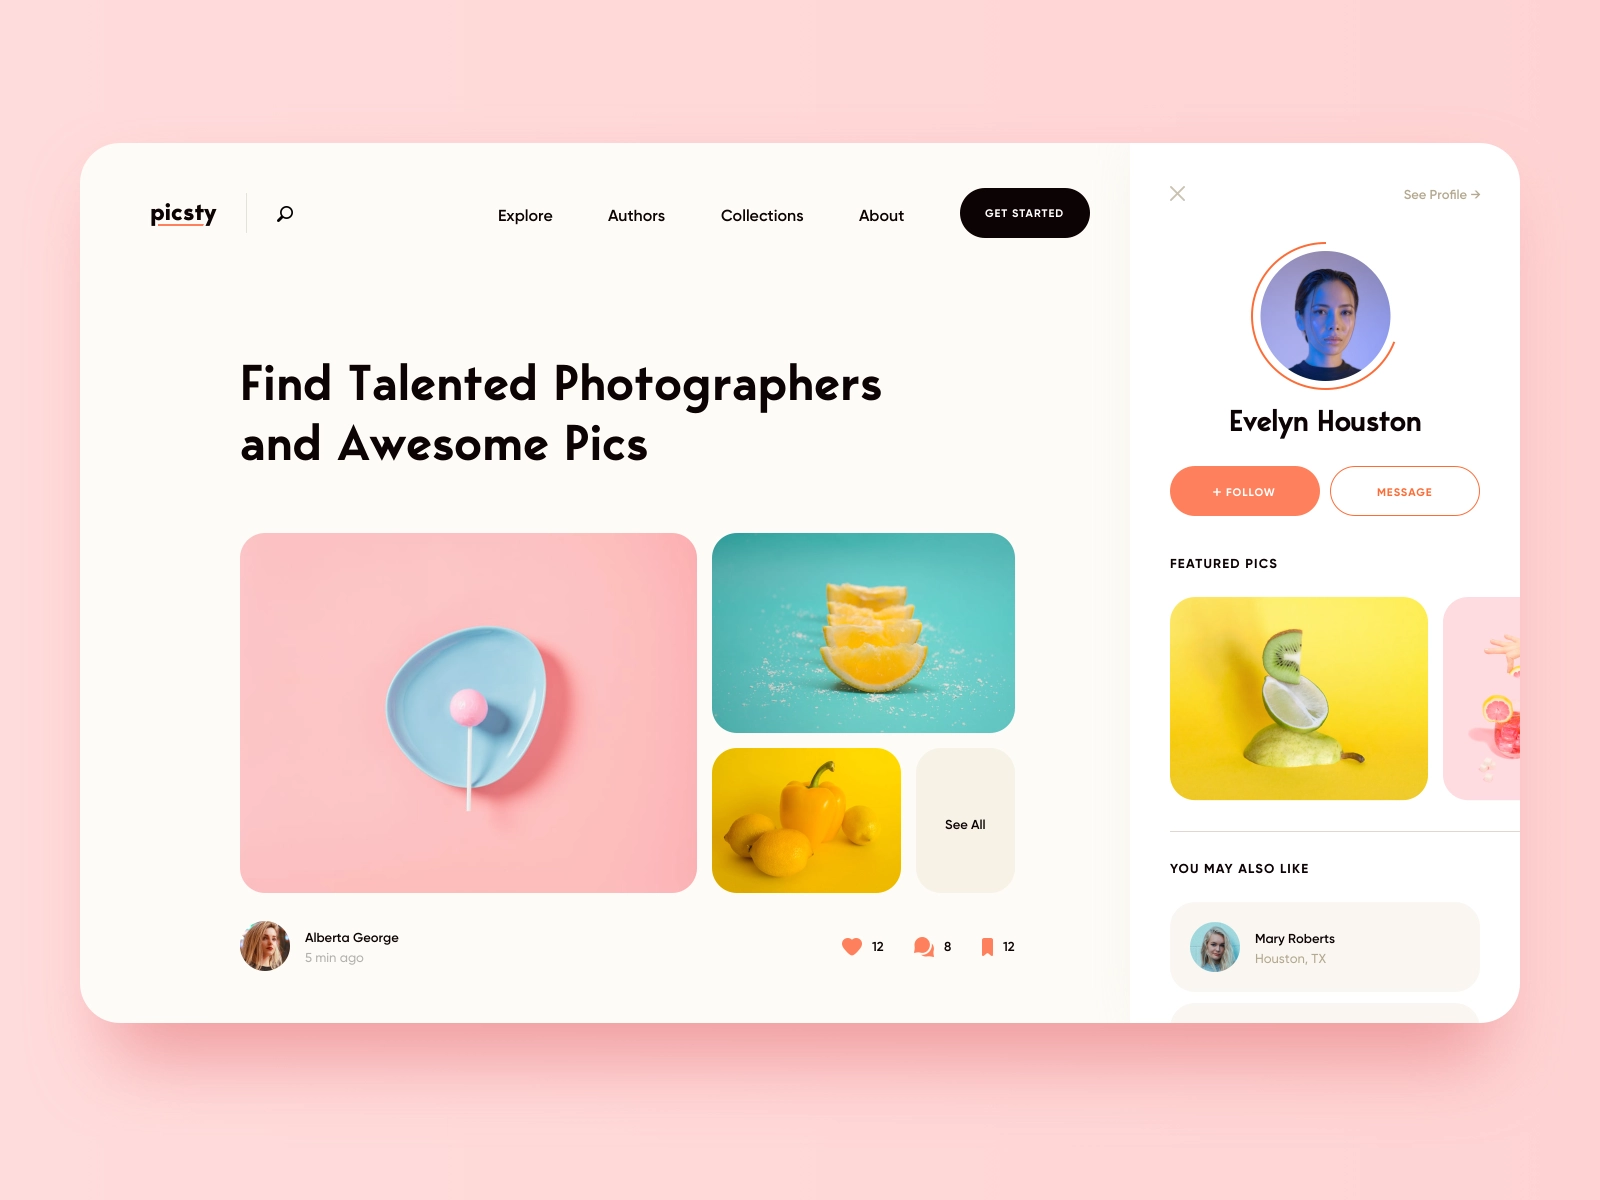 picsty
Explore
Authors
Collections
About
GET STARTED
Find Talented Photographers
and Awesome Pics
See All
Alberta George
5 min ago
12
8
12
See Profile →
Evelyn Houston
+ FOLLOW
MESSAGE
FEATURED PICS
YOU MAY ALSO LIKE
Mary Roberts
Houston, TX